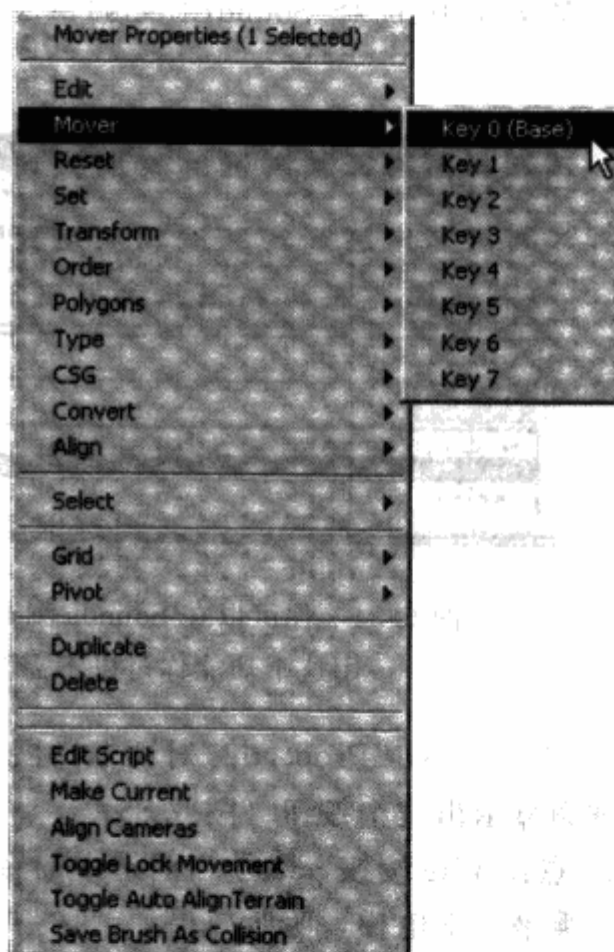 Mover Properties (1 Selected)
Edit
Mover
Key 0 (Base)
Key 1
Key 2
Key 3
Key 4
Key 5
Key 6
Key 7
Reset
Set
Transform
Order
Polygons
Type
CSG
Convert
Align
Select
Grid
Pivot
Duplicate
Delete
Edit Script
Make Current
Align Cameras
Toggle Lock Movement
Toggle Auto AlignTerrain
Save Brush As Collision